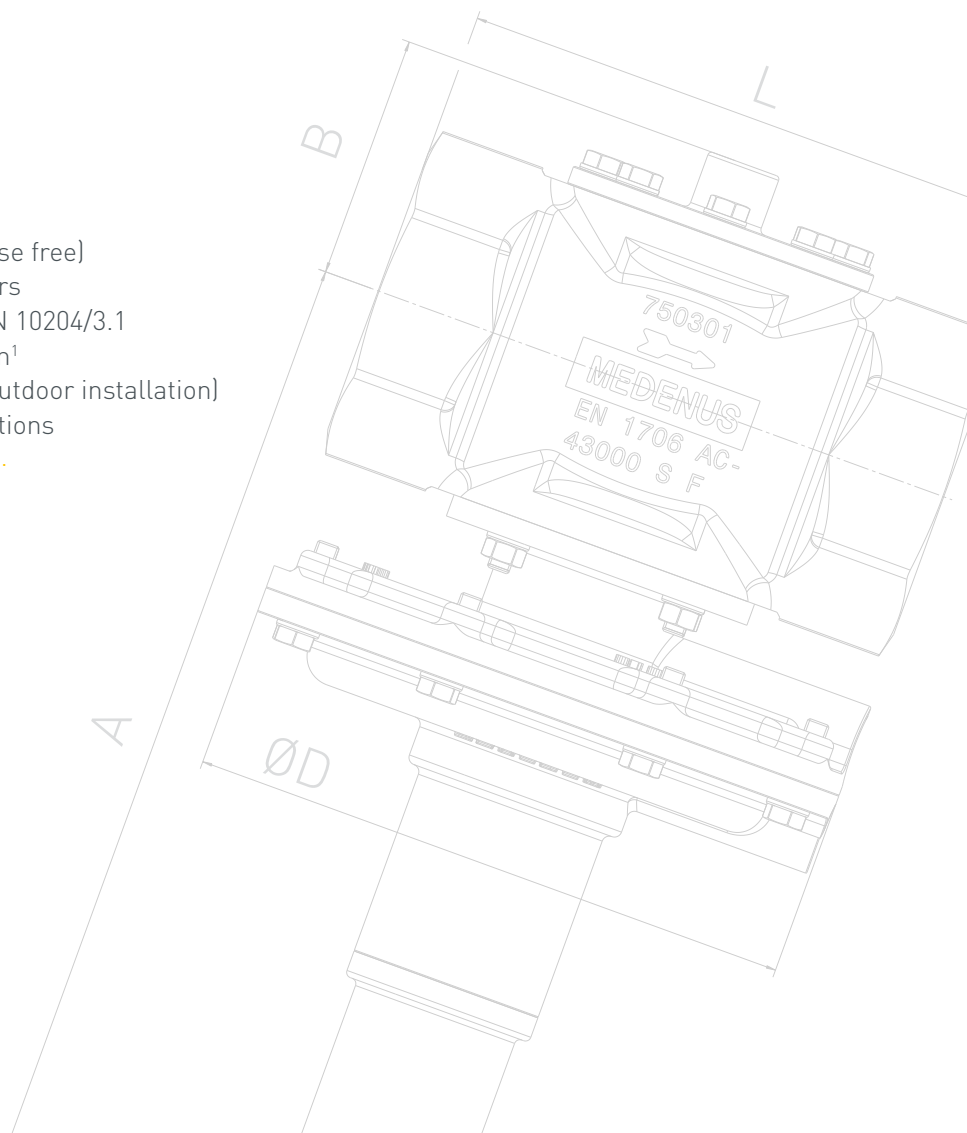 se free)
rs
N 10204/3.1
n¹
utdoor installation)
tions
.
L
B
750301
MEDENUS
EN 1706 AC-
43000 S F
A
ØD